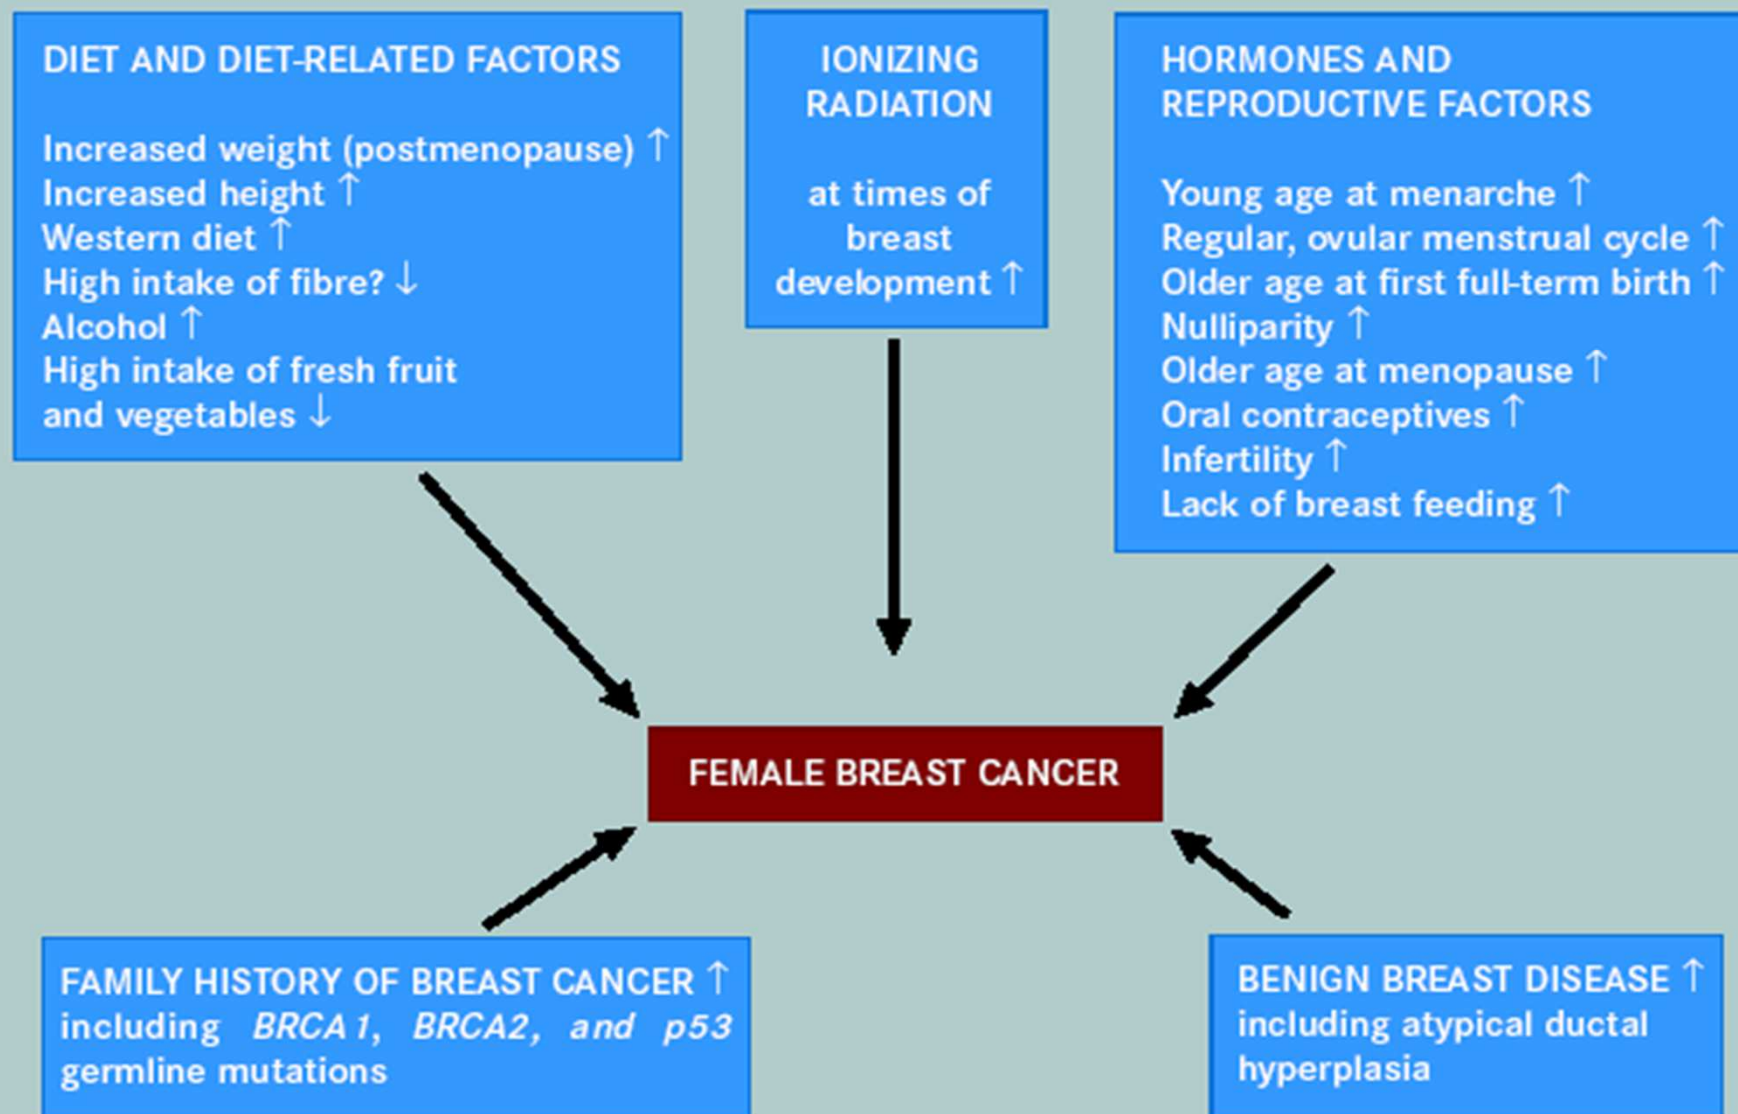 DIET AND DIET-RELATED FACTORS
Increased weight (postmenopause) ↑
Increased height ↑
Western diet ↑
High intake of fibre? ↓
Alcohol ↑
High intake of fresh fruit
and vegetables ↓
IONIZING
RADIATION
at times of
breast
development ↑
HORMONES AND
REPRODUCTIVE FACTORS
Young age at menarche ↑
Regular, ovular menstrual cycle ↑
Older age at first full-term birth ↑
Nulliparity ↑
Older age at menopause ↑
Oral contraceptives ↑
Infertility ↑
Lack of breast feeding ↑
FEMALE BREAST CANCER
FAMILY HISTORY OF BREAST CANCER ↑
including BRCA1, BRCA2, and p53
germline mutations
BENIGN BREAST DISEASE ↑
including atypical ductal
hyperplasia